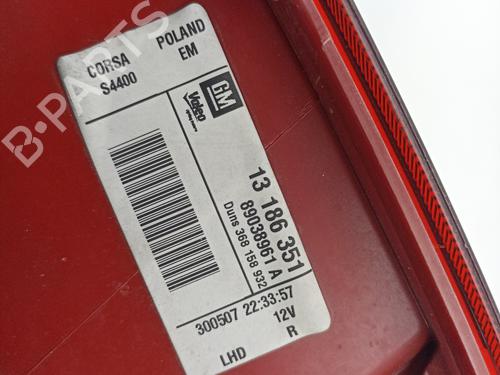 CORSA POLAND
S4400 EM
GM
Valeo
13 186 351
89038961 A
Duns 368 158 932
300507 22:33:57
12V
LHD R
B-PARTS